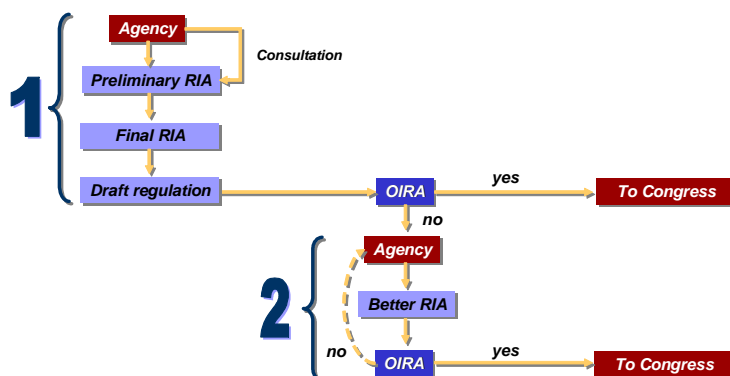 Agency
Consultation
1
Preliminary RIA
Final RIA
Draft regulation
OIRA
yes
To Congress
no
2
Agency
Better RIA
no
OIRA
yes
To Congress